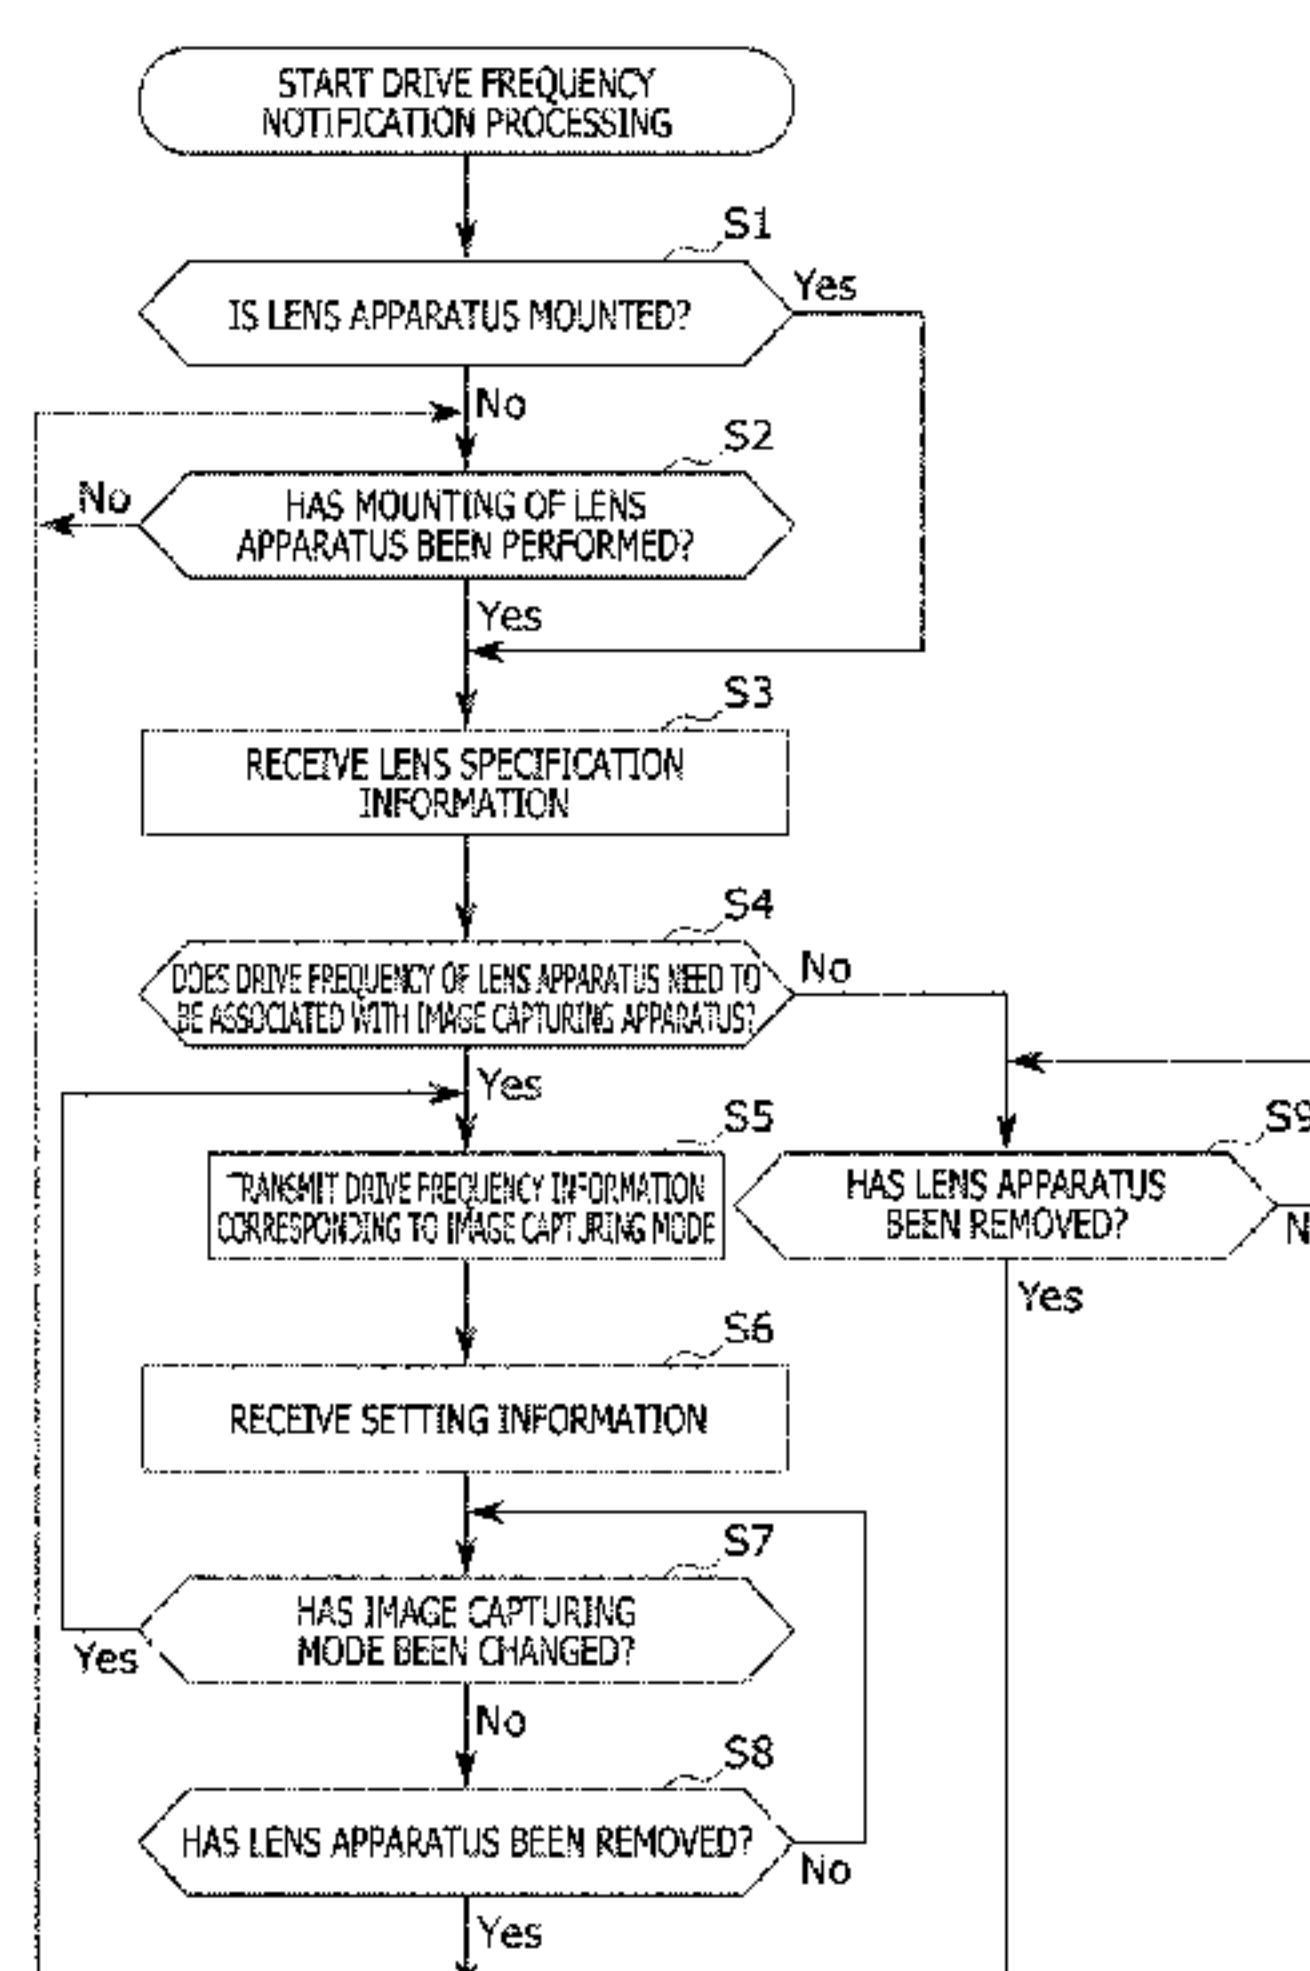 START DRIVE FREQUENCY
NOTIFICATION PROCESSING
S1
IS LENS APPARATUS MOUNTED?
Yes
No
S2
HAS MOUNTING OF LENS
APPARATUS BEEN PERFORMED?
No
Yes
S3
RECEIVE LENS SPECIFICATION
INFORMATION
S4
DOES DRIVE FREQUENCY OF LENS APPARATUS NEED TO
BE ASSOCIATED WITH IMAGE CAPTURING APPARATUS?
No
Yes
S5
TRANSMIT DRIVE FREQUENCY INFORMATION
CORRESPONDING TO IMAGE CAPTURING MODE
S9
HAS LENS APPARATUS
BEEN REMOVED?
N
Yes
S6
RECEIVE SETTING INFORMATION
S7
HAS IMAGE CAPTURING
MODE BEEN CHANGED?
Yes
No
S8
HAS LENS APPARATUS BEEN REMOVED?
No
Yes